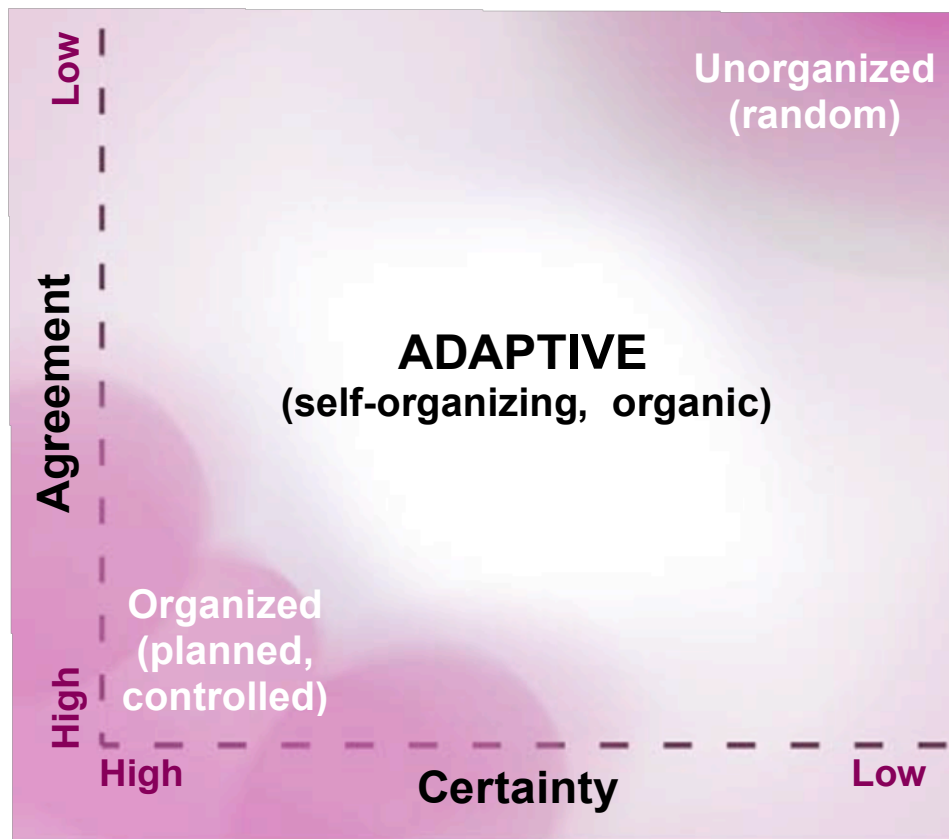 Low
Unorganized
(random)
Agreement
ADAPTIVE
(self-organizing, organic)
Organized
(planned,
controlled)
High
High
Certainty
Low